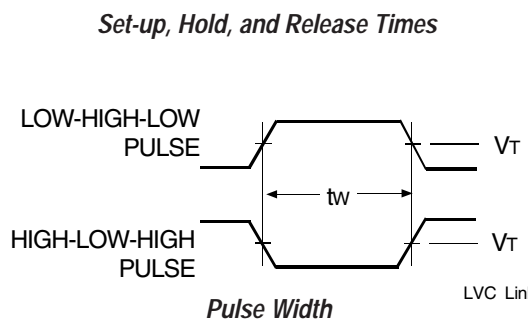 Set-up, Hold, and Release Times
LOW-HIGH-LOW
PULSE
VT
tw
HIGH-LOW-HIGH
PULSE
VT
LVC Lin
Pulse Width